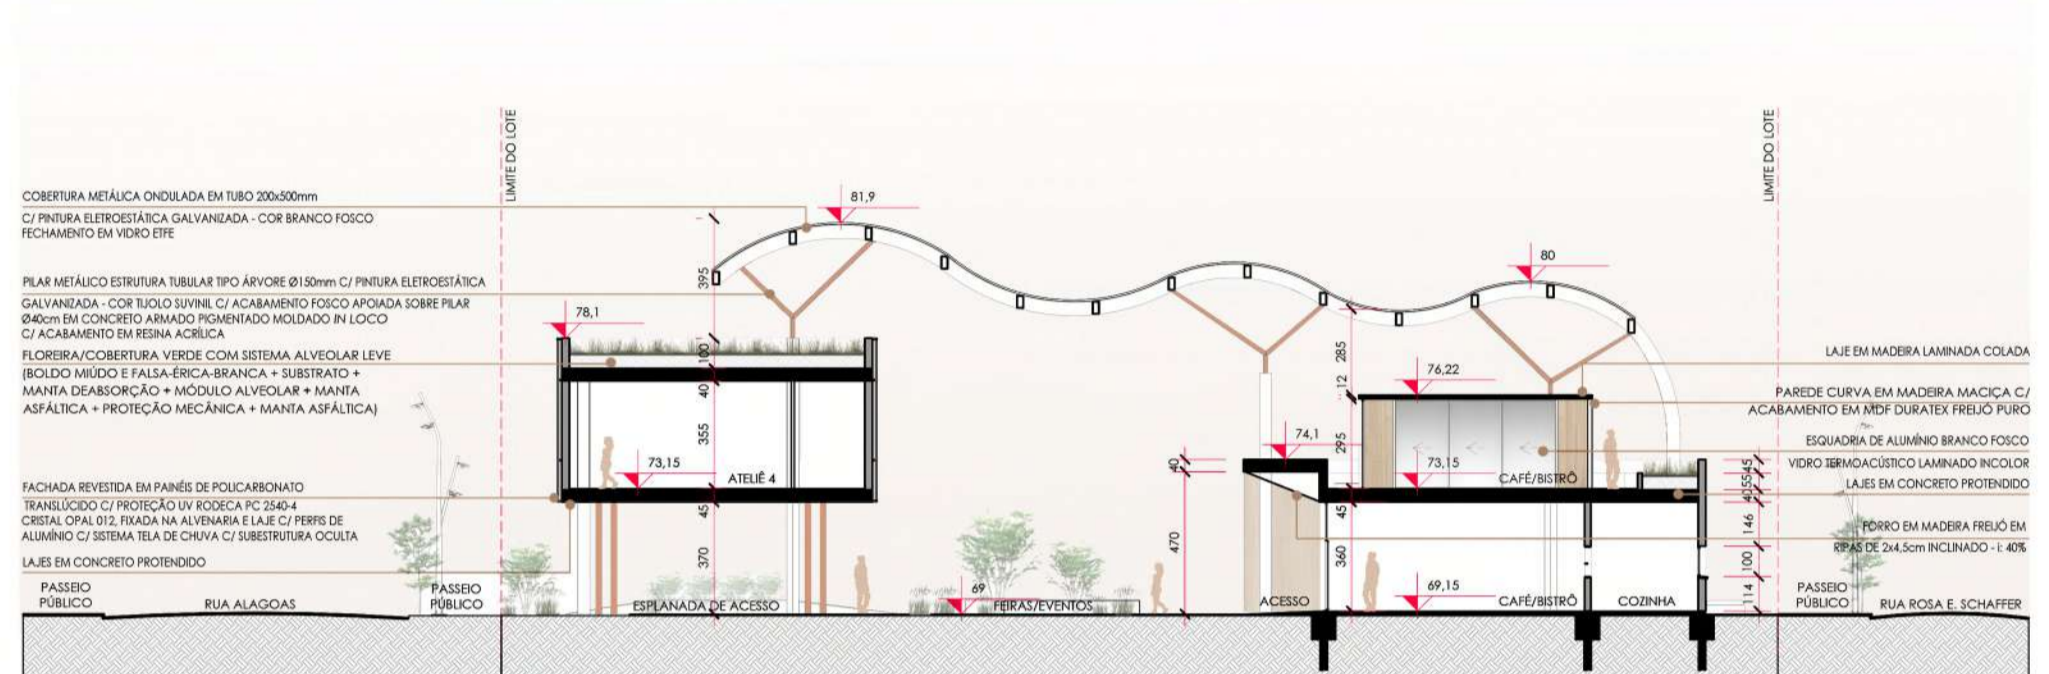 LIMITE DO LOTE
LIMITE DO LOTE
COBERTURA METÁLICA ONDULADA EM TUBO 200x500mm
C/ PINTURA ELETROESTÁTICA GALVANIZADA - COR BRANCO FOSCO
FECHAMENTO EM VIDRO ETFE
PILAR METÁLICO ESTRUTURA TUBULAR TIPO ÁRVORE Ø150mm C/ PINTURA ELETROESTÁTICA
GALVANIZADA - COR TIJOLO SUVINIL C/ ACABAMENTO FOSCO APOIADA SOBRE PILAR
Ø40cm EM CONCRETO ARMADO PIGMENTADO MOLDADO IN LOCO
C/ ACABAMENTO EM RESINA ACRÍLICA
FLOREIRA/COBERTURA VERDE COM SISTEMA ALVEOLAR LEVE
(BOLDO MIÚDO E FALSA-ÉRICA-BRANCA + SUBSTRATO +
MANTA DEABSORÇÃO + MÓDULO ALVEOLAR + MANTA
ASFÁLTICA + PROTEÇÃO MECÂNICA + MANTA ASFÁLTICA)
FACHADA REVESTIDA EM PAINÉIS DE POLICARBONATO
TRANSLÚCIDO C/ PROTEÇÃO UV RODECA PC 2540-4
CRISTAL OPAL 012, FIXADA NA ALVENARIA E LAJE C/ PERFIS DE
ALUMÍNIO C/ SISTEMA TELA DE CHUVA C/ SUBESTRUTURA OCULTA
LAJES EM CONCRETO PROTENDIDO
PASSEIO
PÚBLICO
RUA ALAGOAS
PASSEIO
PÚBLICO
81,9
395
78,1
100
40
355
73,15
ATELIÊ 4
45
370
ESPLANADA DE ACESSO
69
FEIRAS/EVENTOS
80
285
12
76,22
295
74,1
40
470
73,15
CAFÉ/BISTRÔ
45
360
69,15
ACESSO
CAFÉ/BISTRÔ
COZINHA
45
55
40
146
100
114
LAJE EM MADEIRA LAMINADA COLADA
PAREDE CURVA EM MADEIRA MACIÇA C/
ACABAMENTO EM MDF DURATEX FREIJÓ PURO
ESQUADRIA DE ALUMÍNIO BRANCO FOSCO
VIDRO TERMOACÚSTICO LAMINADO INCOLOR
LAJES EM CONCRETO PROTENDIDO
FORRO EM MADEIRA FREIJÓ EM
RIPAS DE 2x4,5cm INCLINADO - i: 40%
PASSEIO
PÚBLICO
RUA ROSA E. SCHAFFER